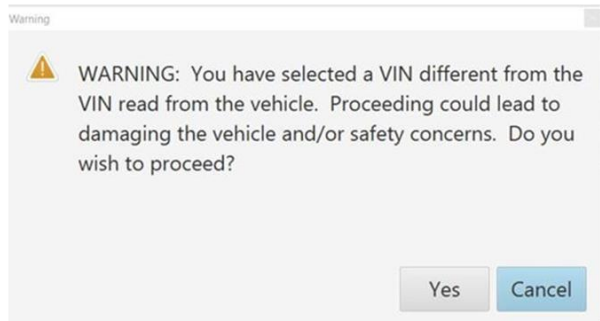 Warning
WARNING: You have selected a VIN different from the
VIN read from the vehicle. Proceeding could lead to
damaging the vehicle and/or safety concerns. Do you
wish to proceed?
Yes Cancel